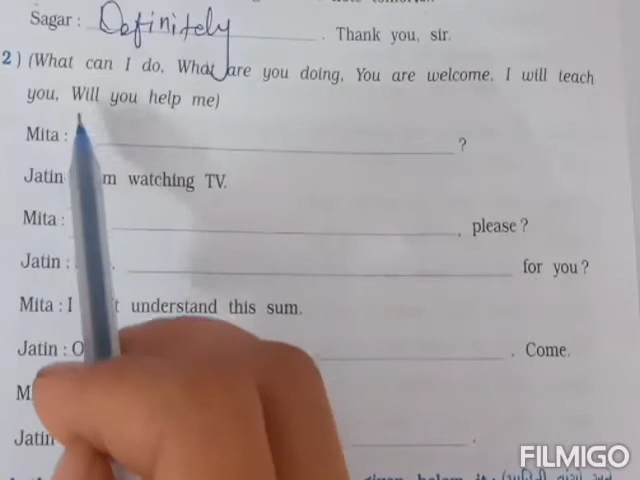 Sagar : Definitely . Thank you, sir.
2 ) (What can I do, What are you doing, You are welcome, I will teach
you, Will you help me)
Mita : ?
Jatin m watching TV.
Mita : , please ?
Jatin : . for you ?
Mita : I t understand this sum.
Jatin : O . Come.
M
Jatin .
FILMIGO